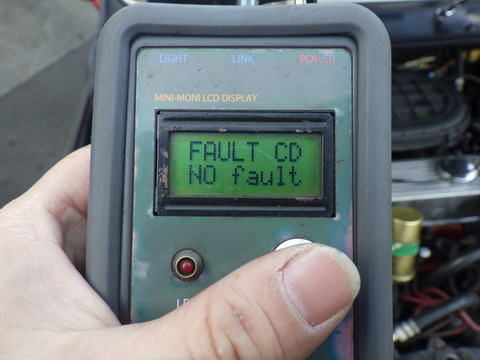 LIGHT LINK POWER
MINI-MONI LCD DISPLAY
FAULT CD
NO fault